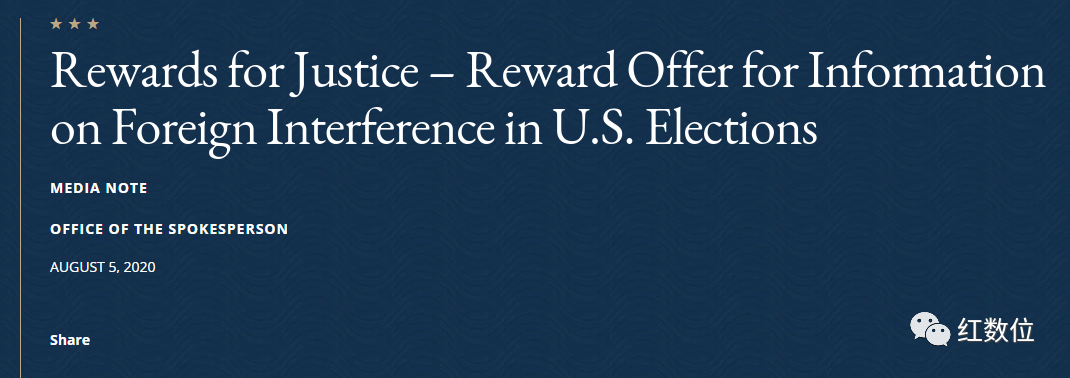 Rewards for Justice – Reward Offer for Information
on Foreign Interference in U.S. Elections
MEDIA NOTE
OFFICE OF THE SPOKESPERSON
AUGUST 5, 2020
Share
红数位